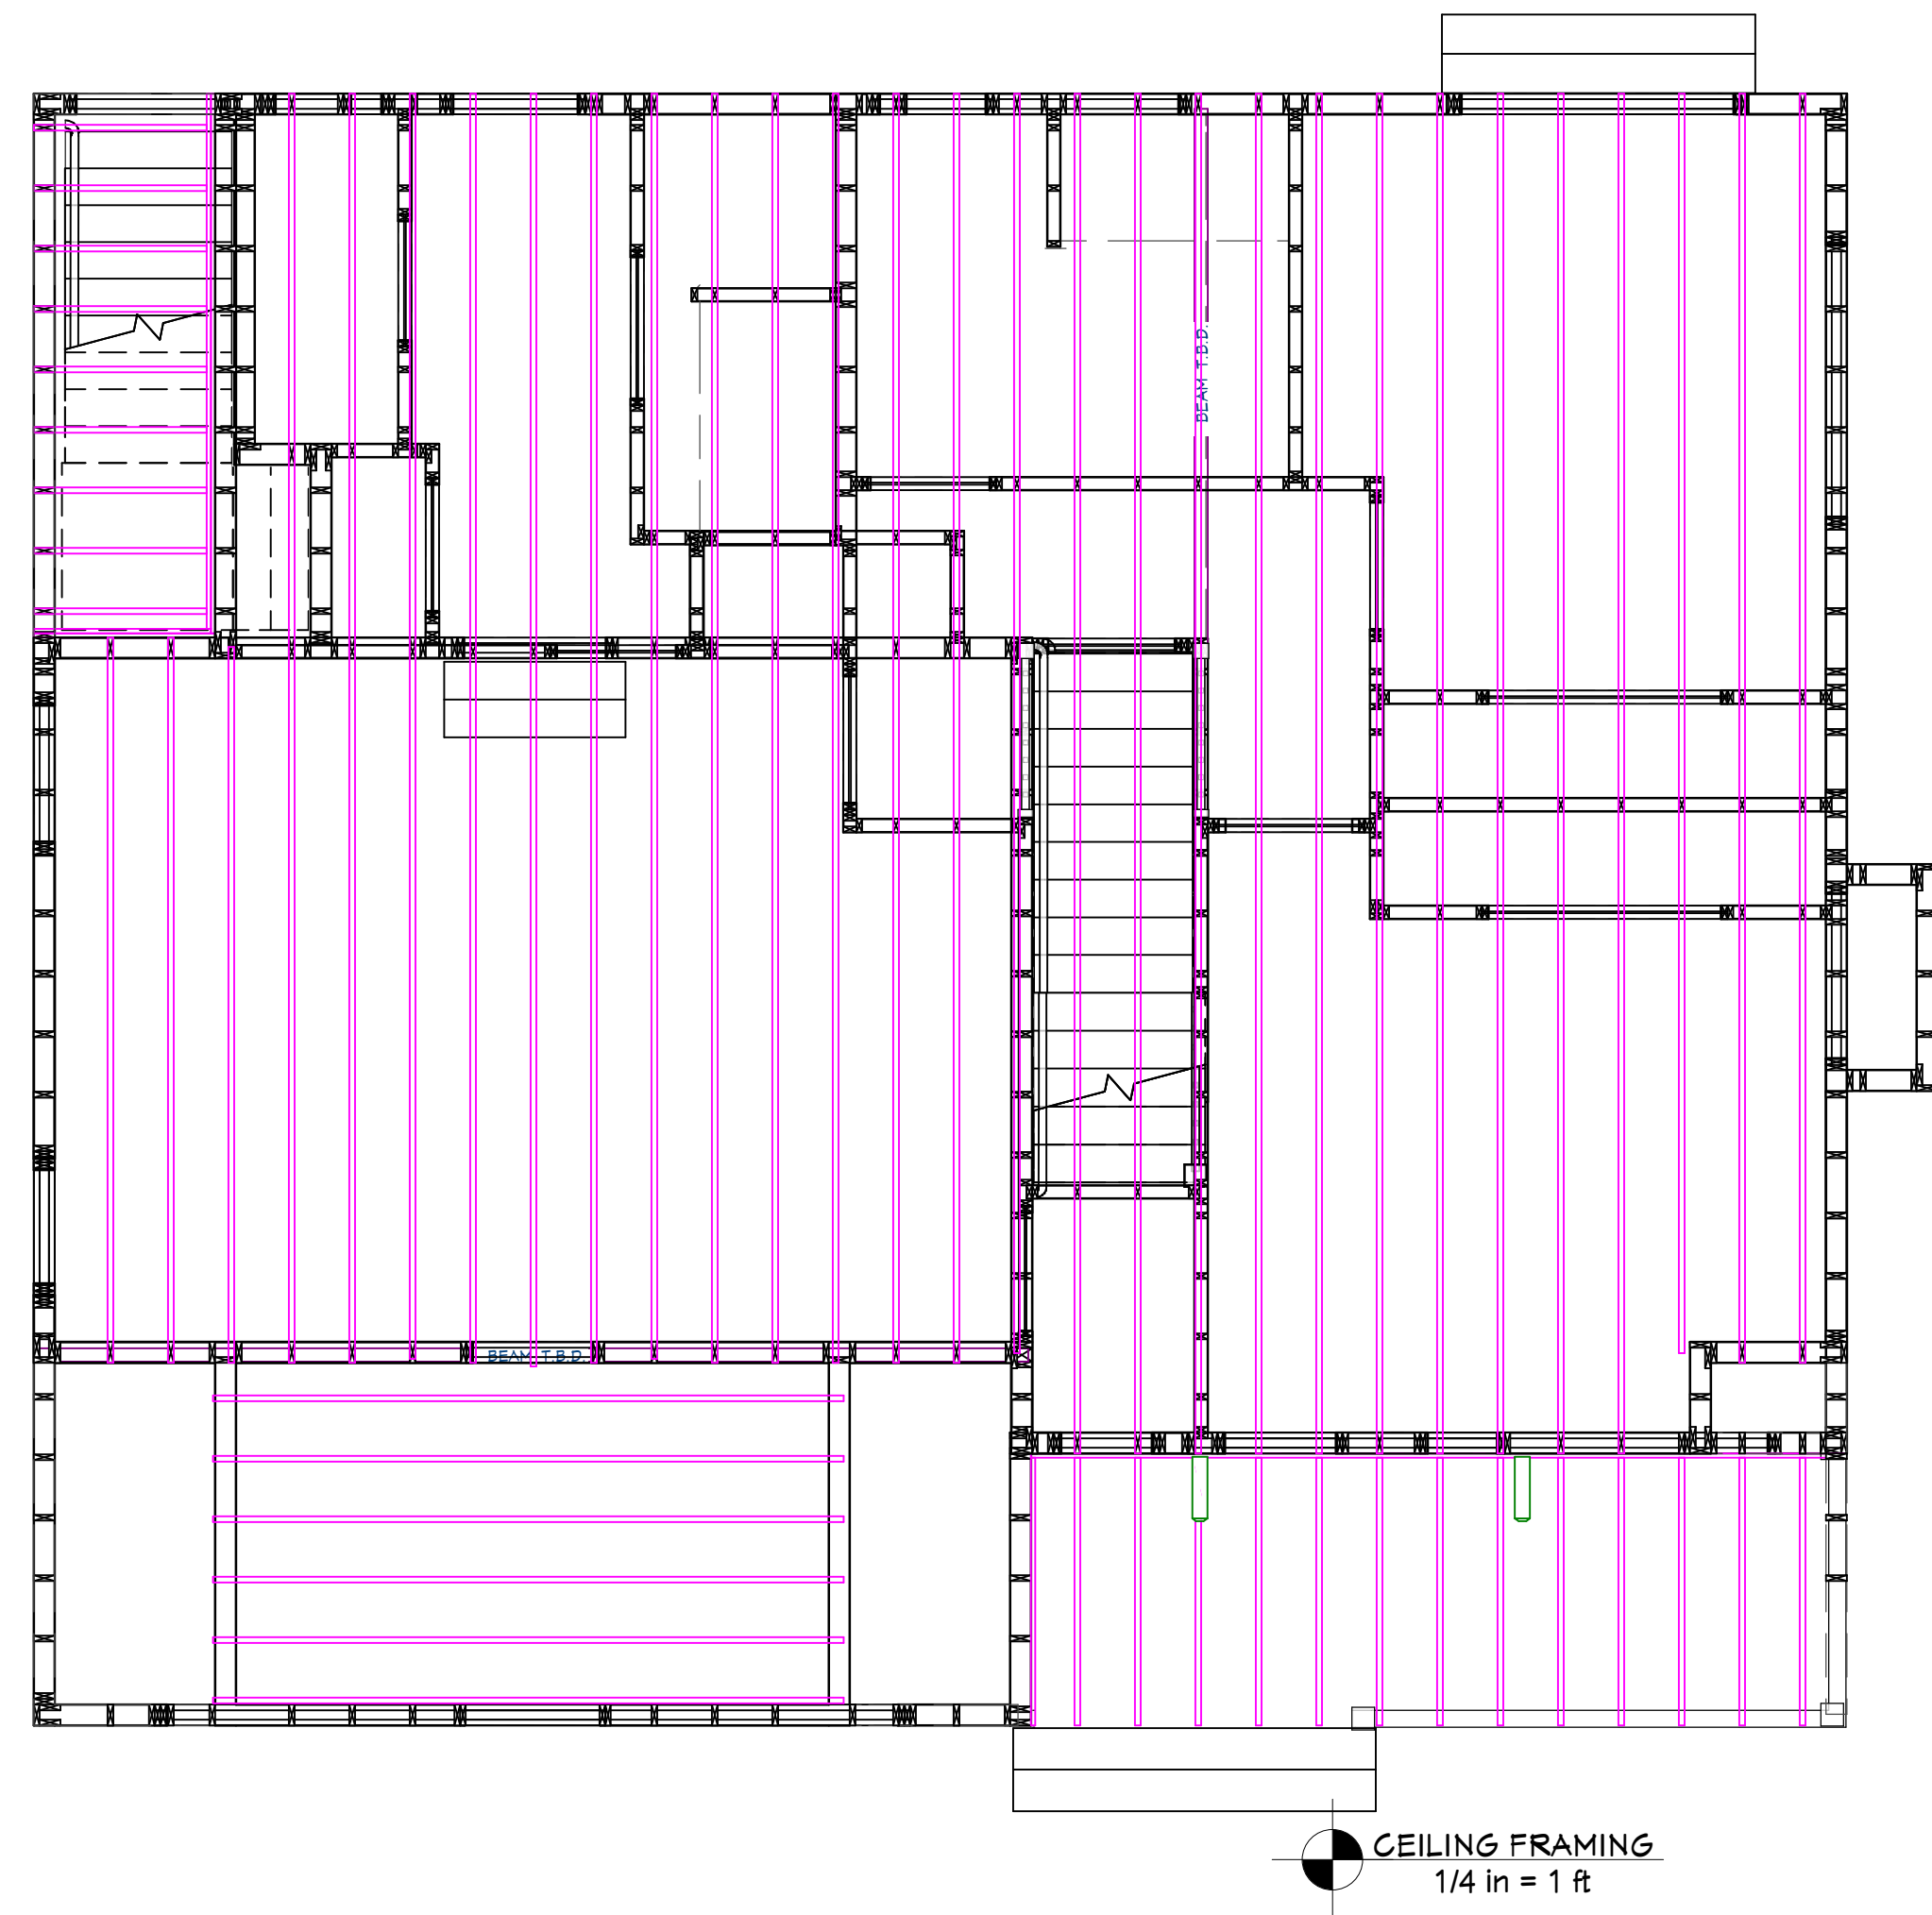 BEAM T.B.D.
BEAM T.B.D.
CEILING FRAMING
1/4 in = 1 ft